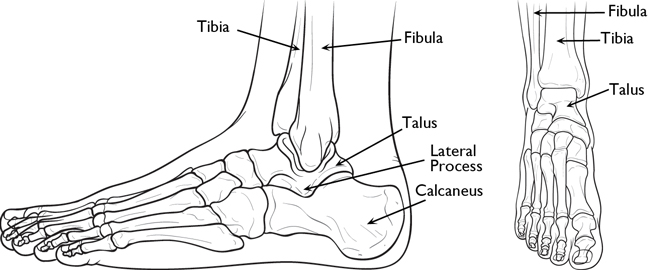 Tibia
Fibula
Talus
Lateral
Process
Calcaneus
Fibula
Tibia
Talus